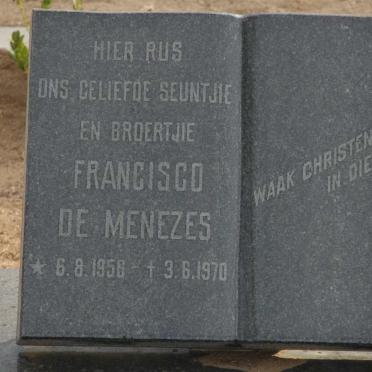 HIER RUS
ONS GELIEFDE SEUNTJIE
EN BROERTJIE
FRANCISCO
DE MENEZES
* 6.8.1956 - † 3.6.1970
WAAK CHRISTEN
IN DIE